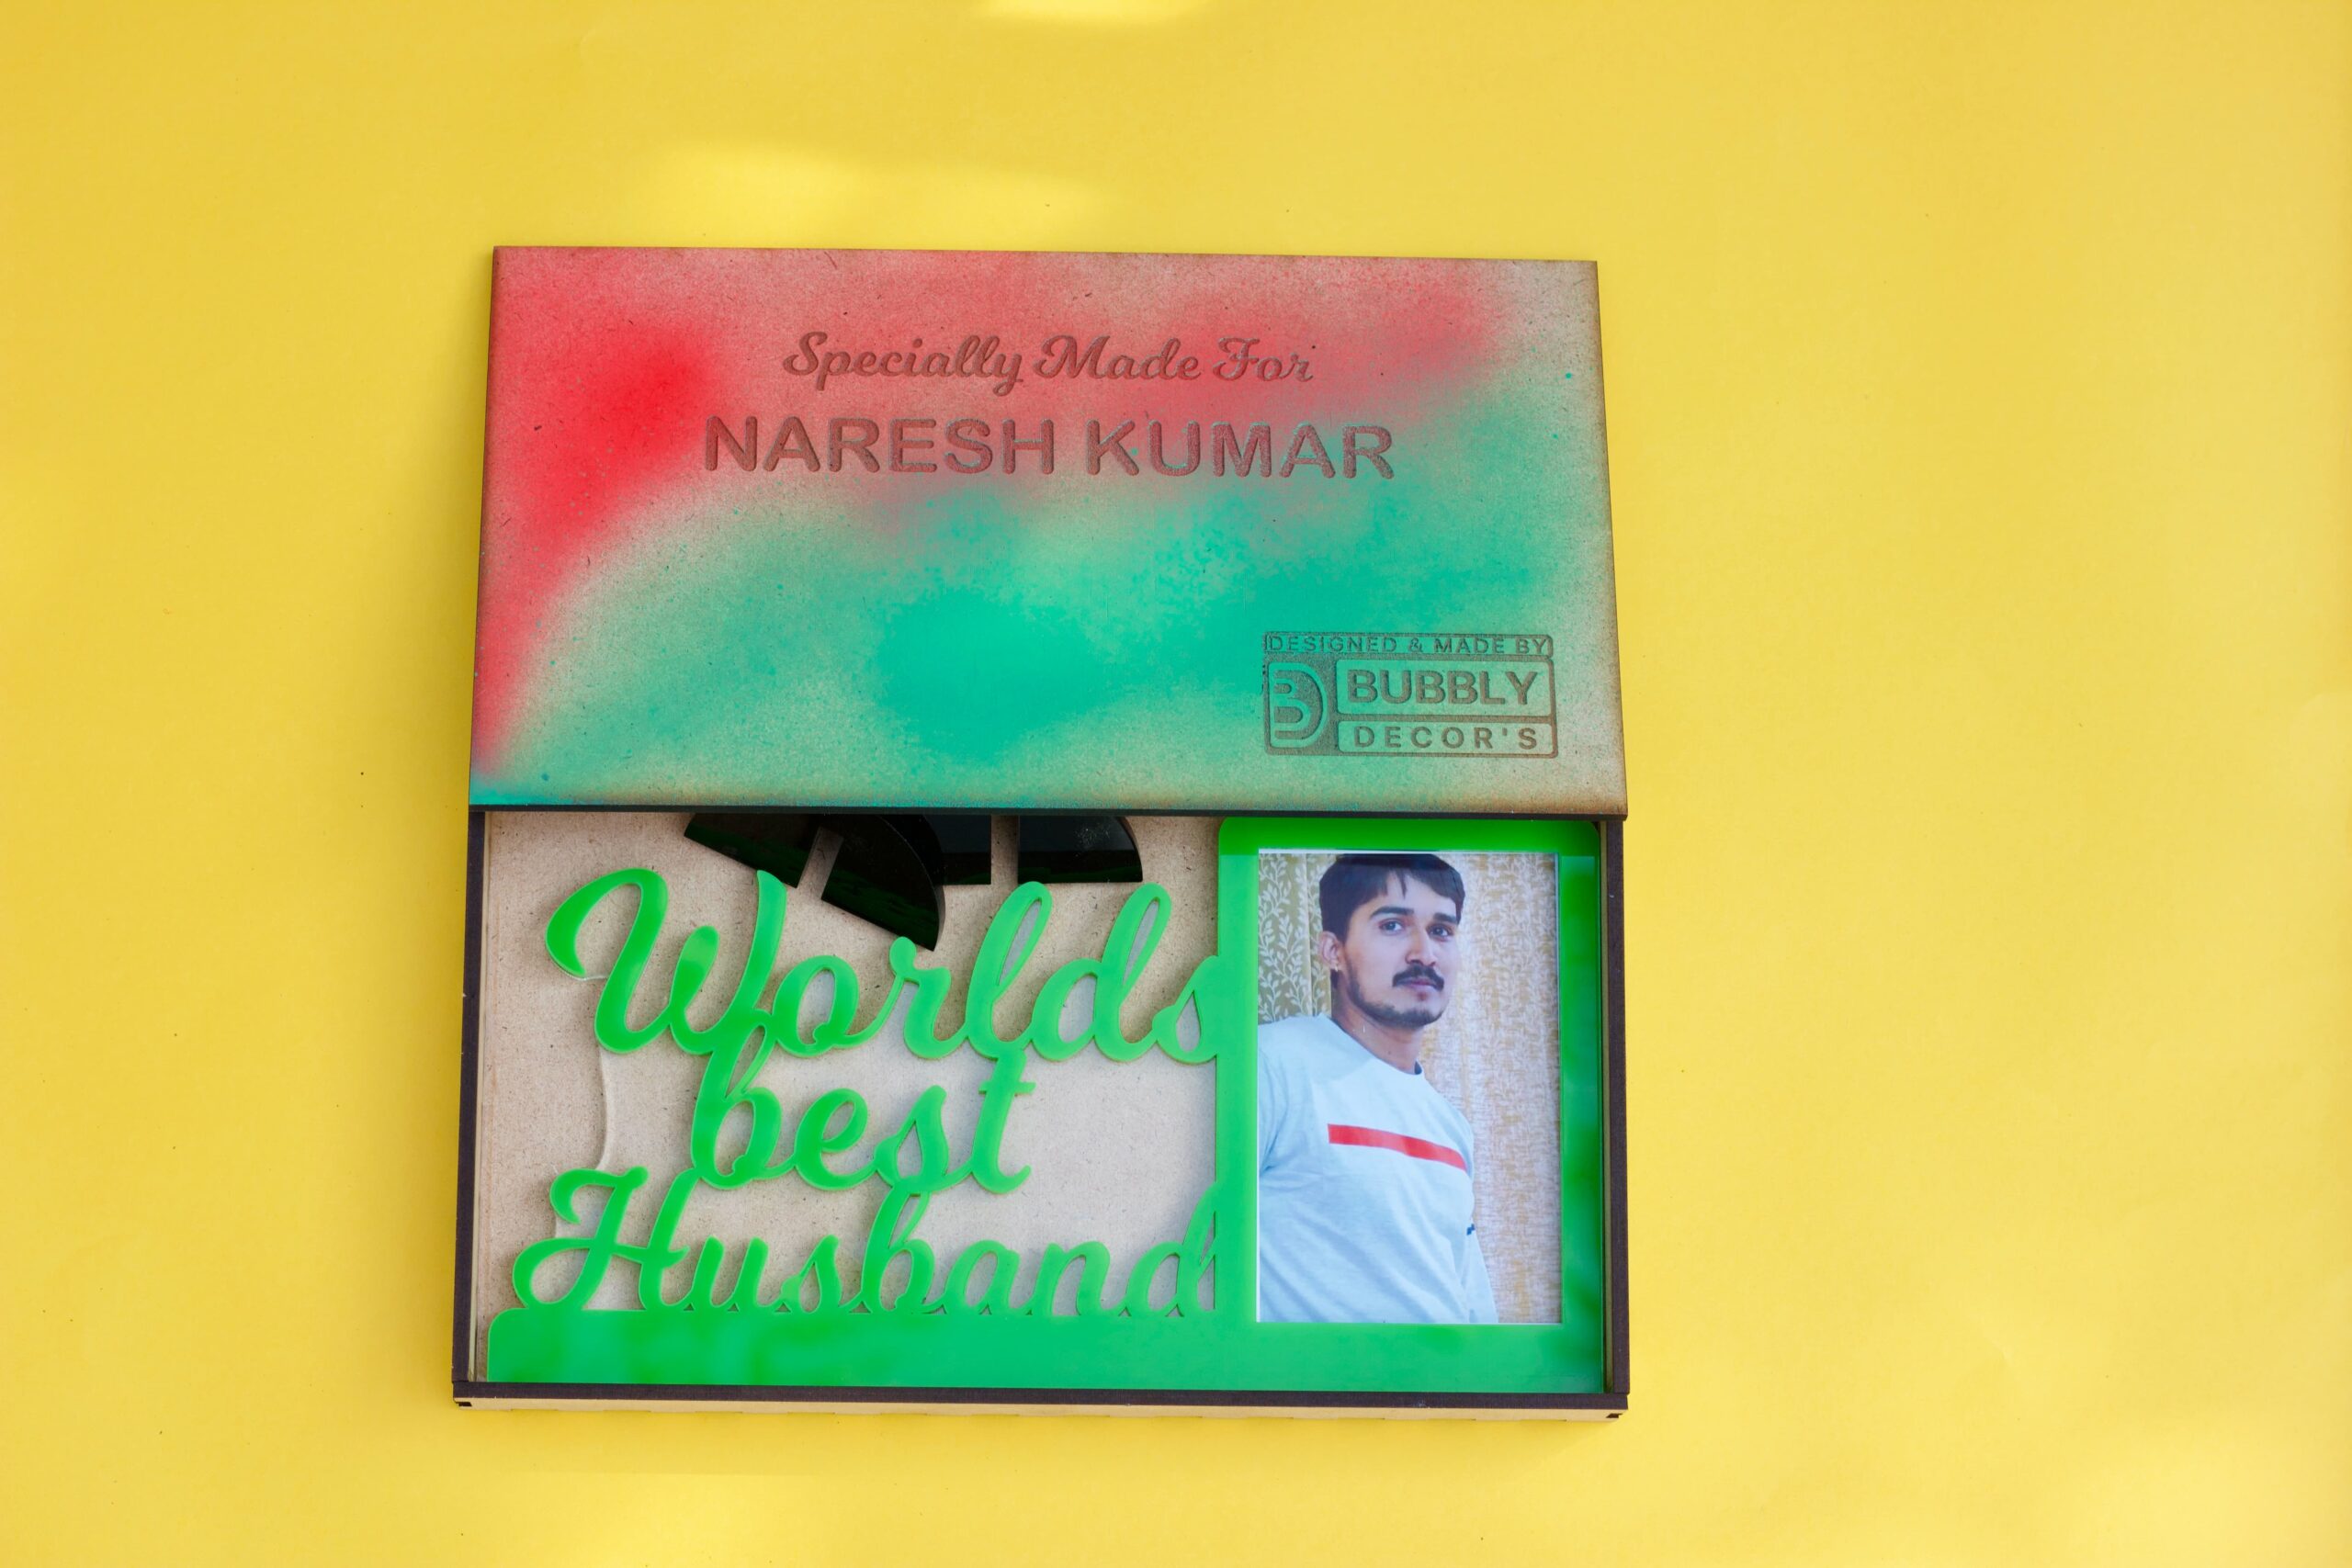 Specially Made For
NARESH KUMAR
DESIGNED & MADE BY
BUBBLY
DECOR'S
Worlds
best
Husband